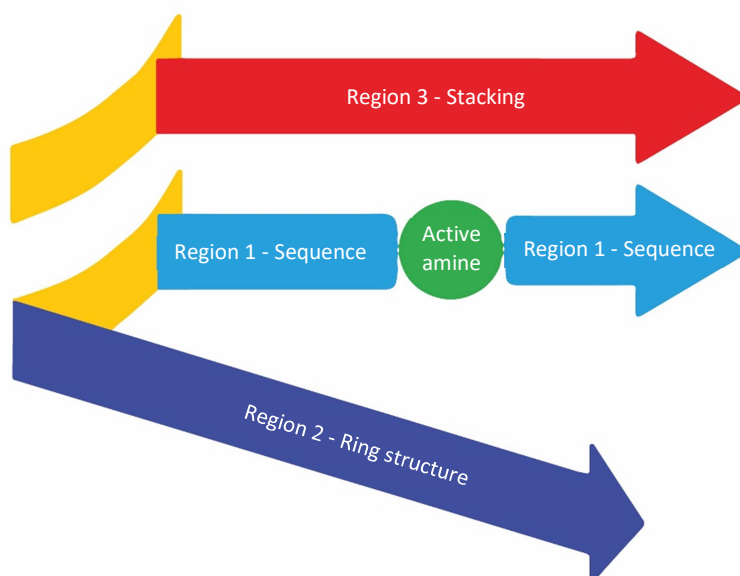 Region 3 - Stacking
Region 1 - Sequence
Active
amine
Region 1 - Sequence
Region 2 - Ring structure